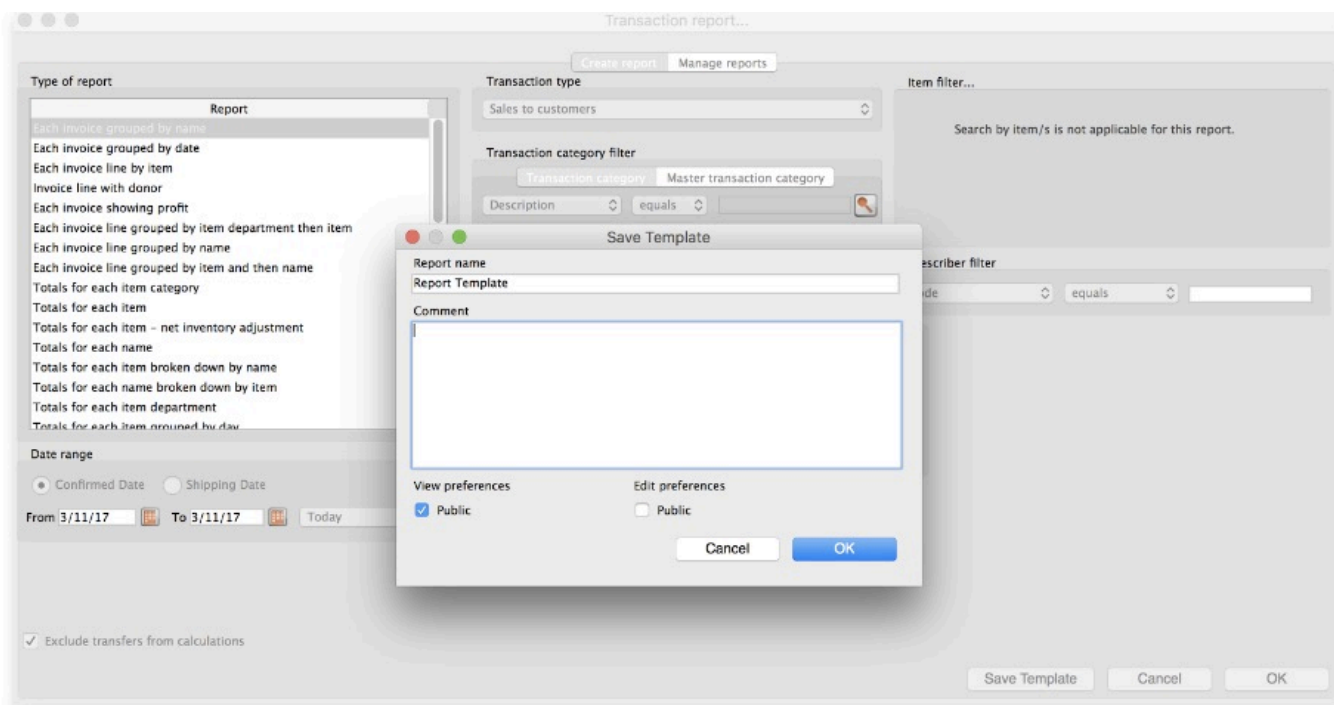 Transaction report...
Create report Manage reports
Type of report
Report
Each invoice grouped by name
Each invoice grouped by date
Each invoice line by item
Invoice line with donor
Each invoice showing profit
Each invoice line grouped by item department then item
Each invoice line grouped by name
Each invoice line grouped by item and then name
Totals for each item category
Totals for each item
Totals for each item – net inventory adjustment
Totals for each name
Totals for each item broken down by name
Totals for each name broken down by item
Totals for each item department
Totals for each item grouped by day
Transaction type
Sales to customers
Transaction category filter
Transaction category Master transaction category
Description equals
Item filter...
Search by item/s is not applicable for this report.
escriber filter
de equals
Save Template
Report name
Report Template
Comment
View preferences Edit preferences
Public Public
Cancel OK
Date range
Confirmed Date Shipping Date
From 3/11/17 To 3/11/17 Today
Exclude transfers from calculations
Save Template Cancel OK